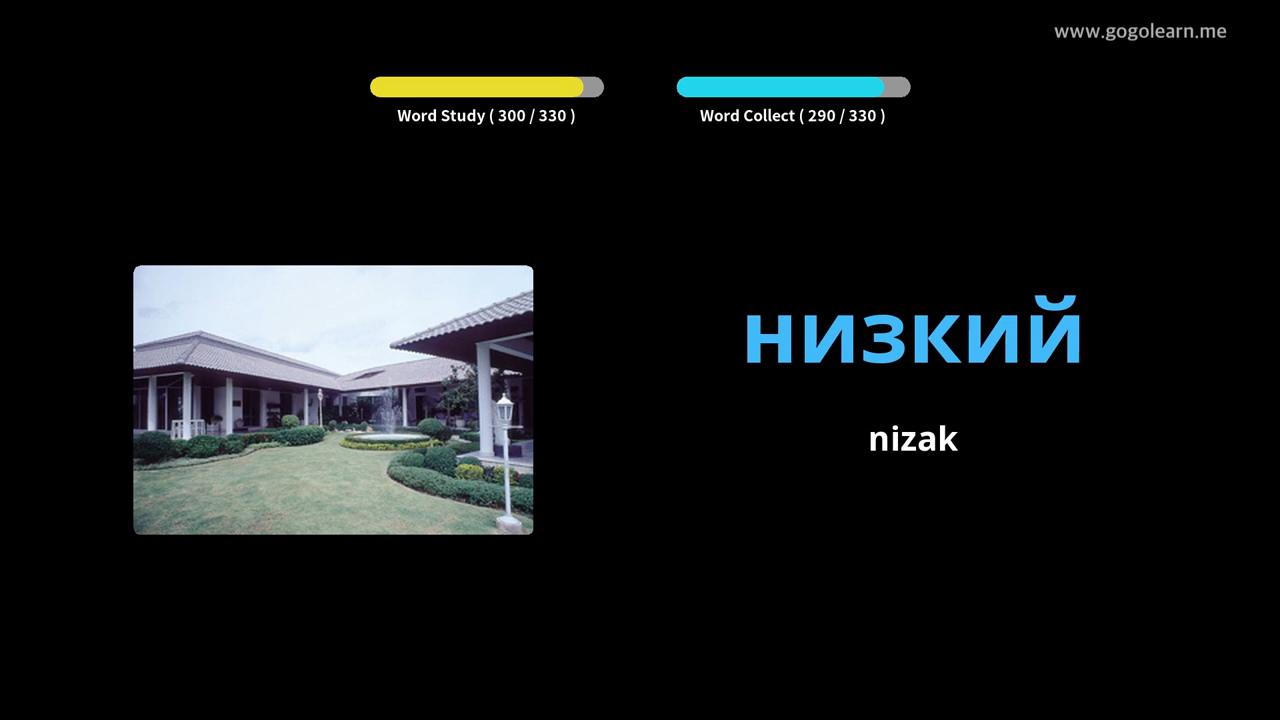 www.gogolearn.me
Word Study ( 300 / 330 )
Word Collect ( 290 / 330 )
низкий
nizak